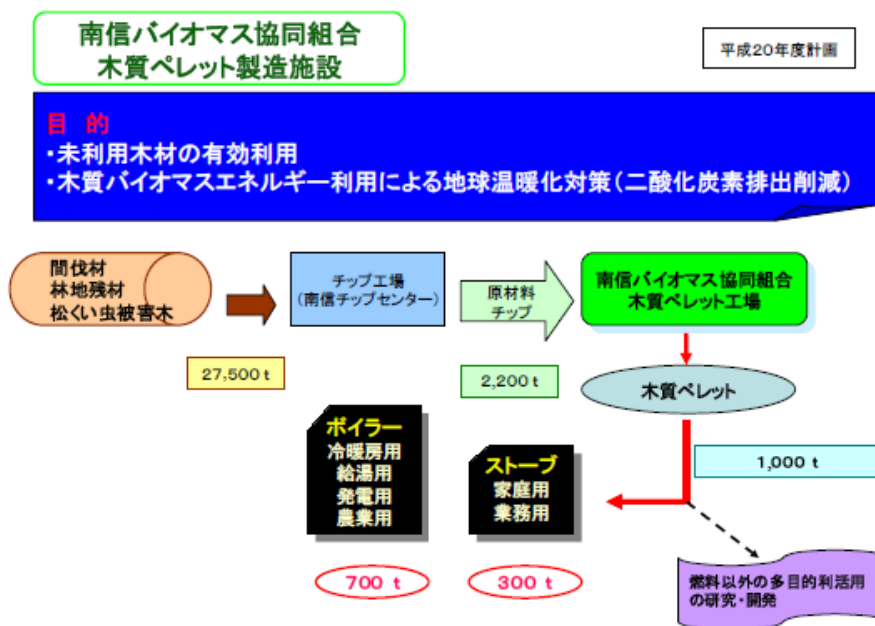 南信バイオマス協同組合
木質ペレット製造施設
平成20年度計画
目 的
・未利用木材の有効利用
・木質バイオマスエネルギー利用による地球温暖化対策(二酸化炭素排出削減)
間伐材
林地残材
松くい虫被害木
チップ工場
(南信チップセンター)
原材料
チップ
南信バイオマス協同組合
木質ペレット工場
27,500 t
2,200 t
木質ペレット
ボイラー
冷暖房用
給湯用
発電用
農業用
ストーブ
家庭用
業務用
1,000 t
700 t
300 t
燃料以外の多目的利活用
の研究・開発